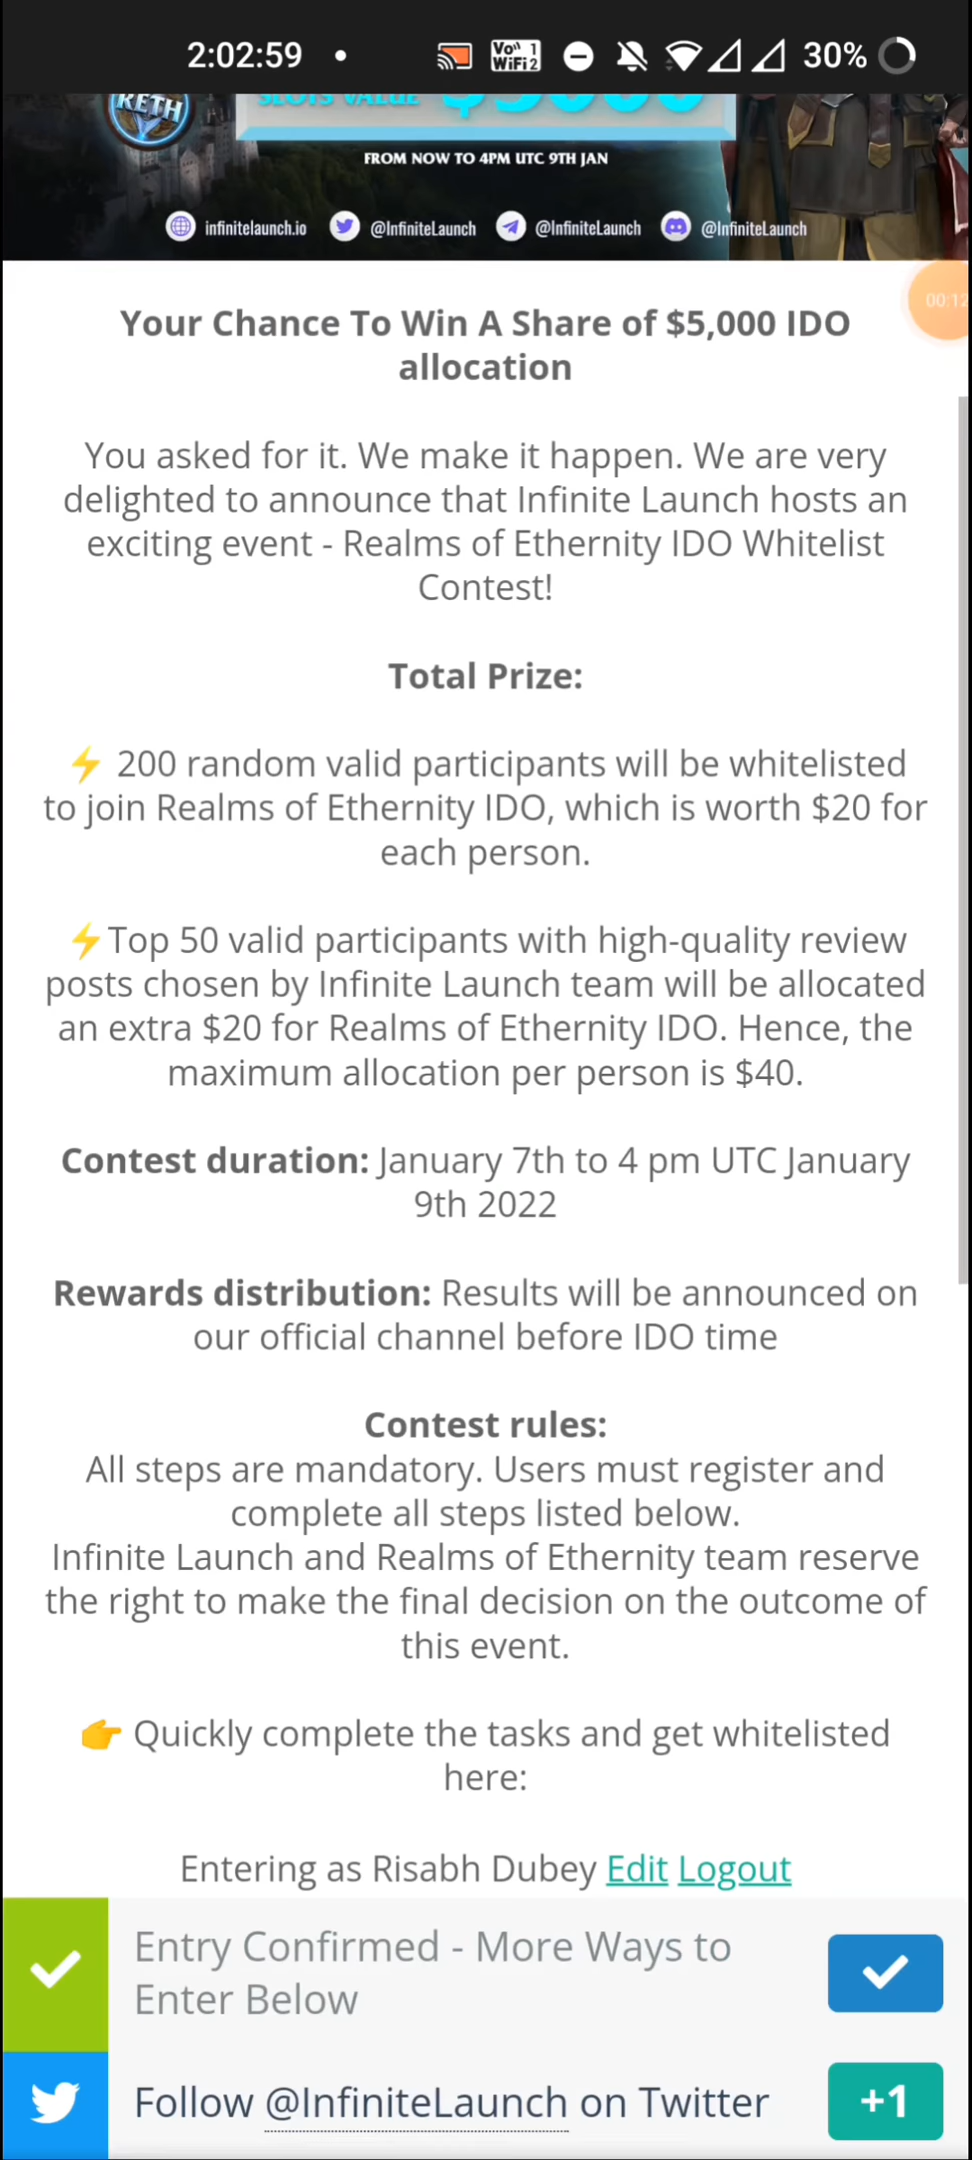 2:02:59
Vo 1
WiFi 2
30%
RETH
SLOTS VALUE $5000
FROM NOW TO 4PM UTC 9TH JAN
infinitelaunch.io @InfiniteLaunch @InfiniteLaunch @InfiniteLaunch
00:12
Your Chance To Win A Share of $5,000 IDO
allocation
You asked for it. We make it happen. We are very
delighted to announce that Infinite Launch hosts an
exciting event - Realms of Ethernity IDO Whitelist
Contest!
Total Prize:
⚡ 200 random valid participants will be whitelisted
to join Realms of Ethernity IDO, which is worth $20 for
each person.
⚡Top 50 valid participants with high-quality review
posts chosen by Infinite Launch team will be allocated
an extra $20 for Realms of Ethernity IDO. Hence, the
maximum allocation per person is $40.
Contest duration: January 7th to 4 pm UTC January
9th 2022
Rewards distribution: Results will be announced on
our official channel before IDO time
Contest rules:
All steps are mandatory. Users must register and
complete all steps listed below.
Infinite Launch and Realms of Ethernity team reserve
the right to make the final decision on the outcome of
this event.
👉 Quickly complete the tasks and get whitelisted
here:
Entering as Risabh Dubey Edit Logout
Entry Confirmed - More Ways to
Enter Below
Follow @InfiniteLaunch on Twitter
+1